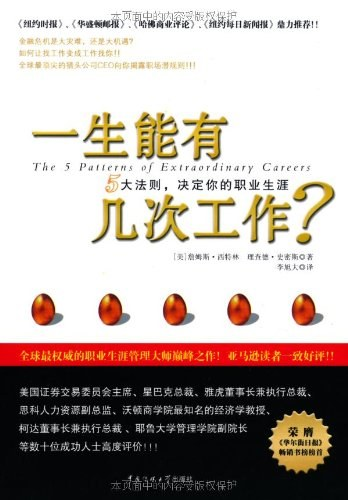 本页面中的内容受版权保护
《纽约时报》、《华盛顿邮报》、《哈佛商业评论》、《纽约每日新闻报》鼎力推荐!!
金融危机是大灾难,还是大机遇?
如何让找工作变成工作找你!!
全球最顶尖的猎头公司CEO向你揭露职场潜规则!!!
一生能有
The 5 Patterns of Extraordinary Careers
5大法则,决定你的职业生涯
几次工作?
[美]詹姆斯·西特林 理查德·史密斯◎著
李旭大◎译
全球最权威的职业生涯管理大师巅峰之作! 亚马逊读者一致好评!!
美国证券交易委员会主席、星巴克总裁、雅虎董事长兼执行总裁、
思科人力资源副总监、沃顿商学院最知名的经济学教授、
柯达董事长兼执行总裁、耶鲁大学管理学院副院长
等数十位成功人士高度评价!!!
荣膺
《华尔街日报》
畅销书榜榜首
本页面中的内容受版权保护